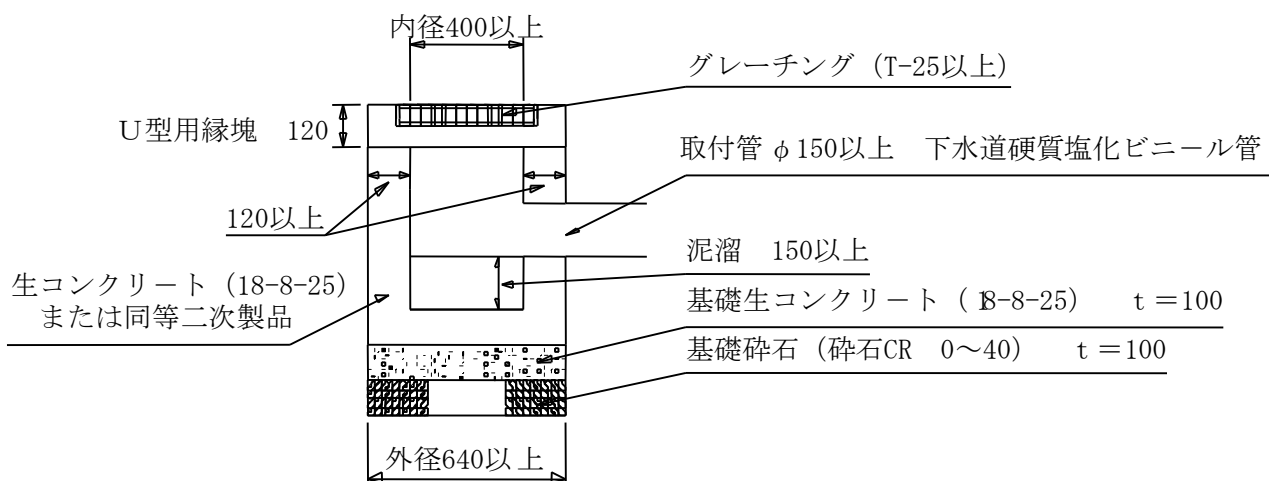 内径400以上
グレーチング（T-25以上）
U型用縁塊　120
取付管φ150以上　下水道硬質塩化ビニール管
120以上
泥溜　150以上
生コンクリート（18-8-25）
または同等二次製品
基礎生コンクリート（18-8-25）　t＝100
基礎砕石（砕石CR　0～40）　t＝100
外径640以上